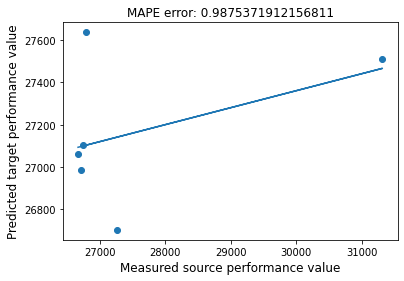 MAPE error: 0.9875371912156811
Predicted target performance value
27600
27400
27200
27000
26800
27000 28000 29000 30000 31000
Measured source performance value